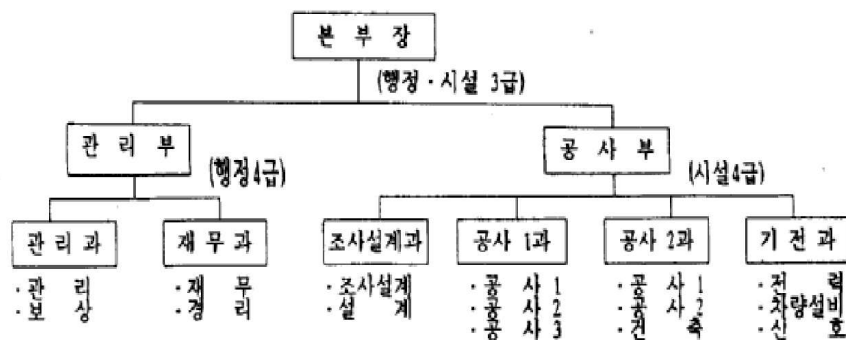 본 부 장
(행정·시설 3급)
관 리 부
공 사 부
(행정4급)
(시설4급)
관리과
재무과
조사설계과
공사 1과
공사 2과
기전과
·관 리
·보 상
·재 무
·경 리
·조사설계
·설 계
·공 사 1
·공 사 2
·공 사 3
·공 사 1
·공 사 2
·건 축
·전 력
·차량설비
·신 호